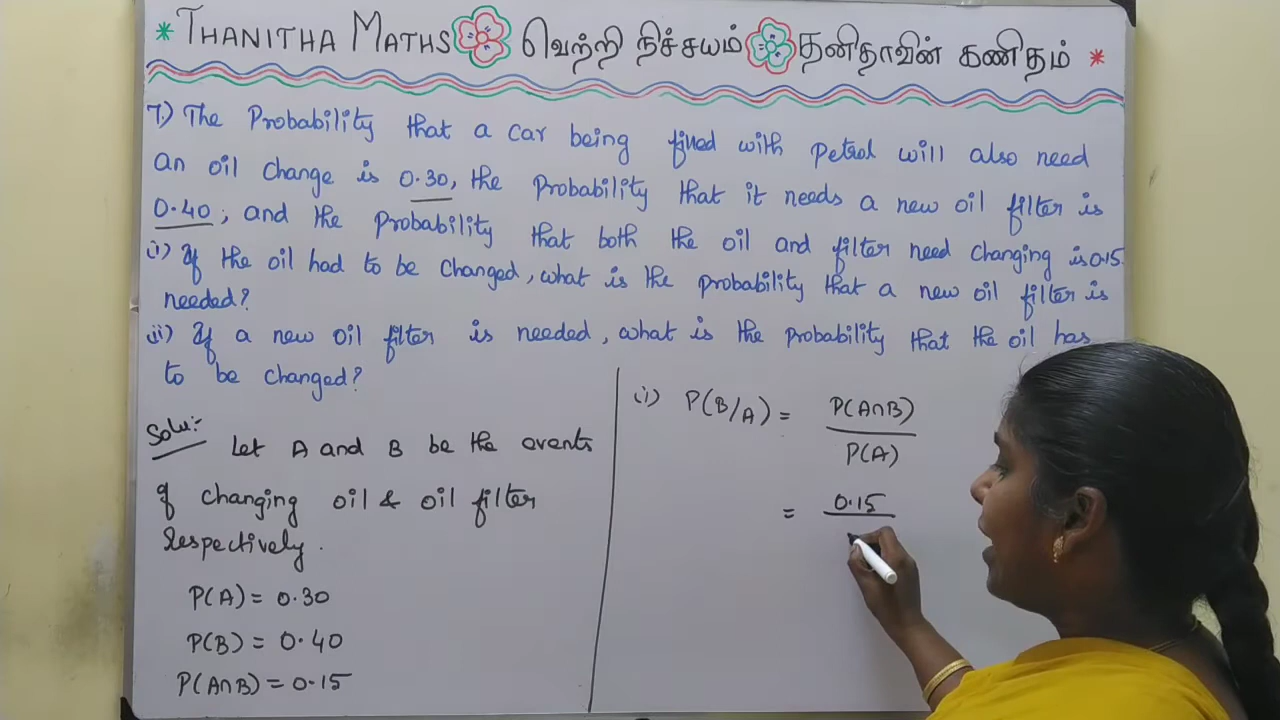 * THANITHA MATHS வெற்றி நிச்சயம் தனிதாவின் கணிதம் *
7.) The Probability that a car being filled with Petrol will also need
an oil change is 0.30, the Probability that it needs a new oil filter is
0.40; and the Probability that both the oil and filter need changing is 0.15.
(i) If the oil had to be changed, what is the probability that a new oil filter is
needed?
(ii) If a new oil filter is needed, what is the probability that the oil has
to be changed?
Solu:-
Let A and B be the events
of changing oil & oil filter
respectively.
P(A) = 0.30
P(B) = 0.40
P(A∩B) = 0.15
(i) P(B/A) = P(A∩B)
P(A)
= 0.15